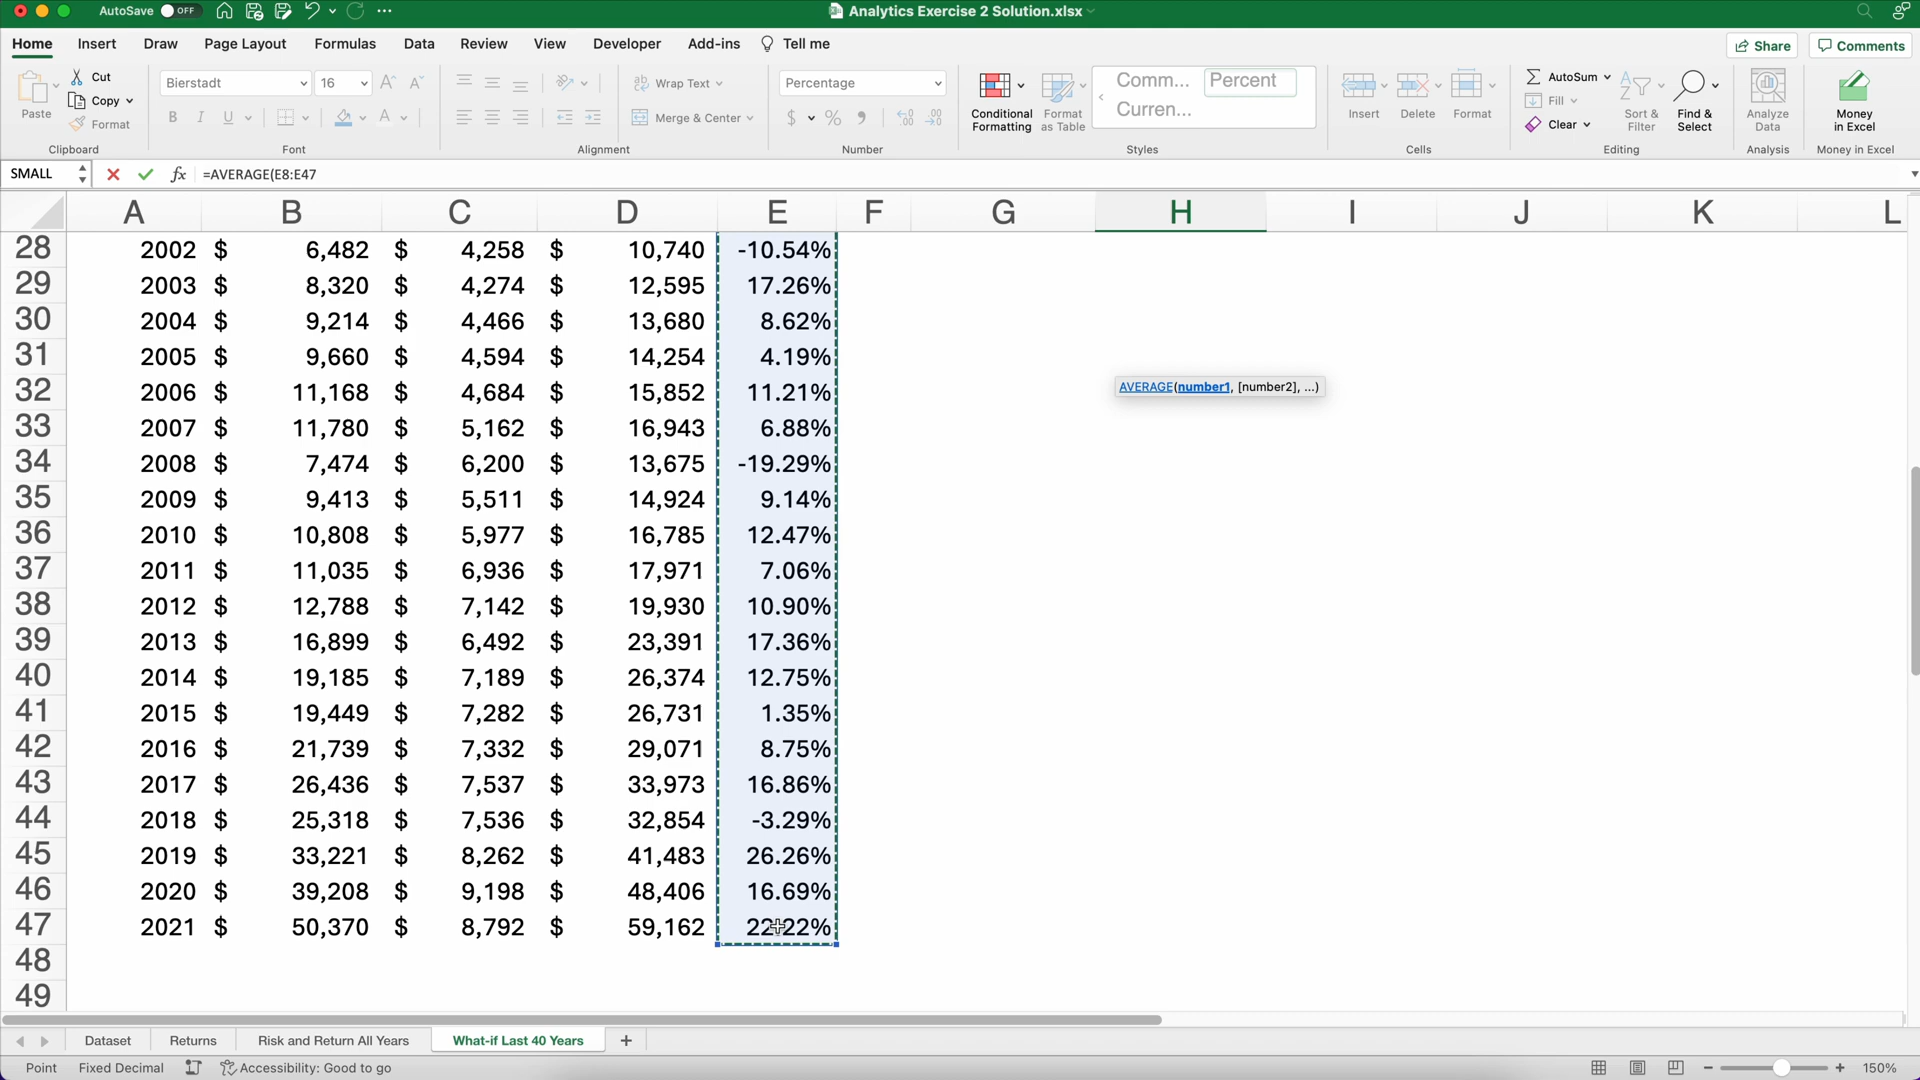 AutoSave OFF Analytics Exercise 2 Solution.xlsx
Home Insert Draw Page Layout Formulas Data Review View Developer Add-ins Tell me Share Comments
Paste Cut Copy Format Clipboard
Bierstadt 16 B I U A Font
Wrap Text Merge & Center Alignment
Percentage $ % Number
Conditional Formatting Format as Table Comm... Percent Curren... Styles
Insert Delete Format Cells
AutoSum Fill Clear Sort & Filter Find & Select Editing
Analyze Data Analysis
Money in Excel Money in Excel
SMALL fx =AVERAGE(E8:E47
A B C D E F G H I J K L
28 2002 $ 6,482 $ 4,258 $ 10,740 -10.54%
29 2003 $ 8,320 $ 4,274 $ 12,595 17.26%
30 2004 $ 9,214 $ 4,466 $ 13,680 8.62%
31 2005 $ 9,660 $ 4,594 $ 14,254 4.19%
32 2006 $ 11,168 $ 4,684 $ 15,852 11.21% AVERAGE(number1, [number2], ...)
33 2007 $ 11,780 $ 5,162 $ 16,943 6.88%
34 2008 $ 7,474 $ 6,200 $ 13,675 -19.29%
35 2009 $ 9,413 $ 5,511 $ 14,924 9.14%
36 2010 $ 10,808 $ 5,977 $ 16,785 12.47%
37 2011 $ 11,035 $ 6,936 $ 17,971 7.06%
38 2012 $ 12,788 $ 7,142 $ 19,930 10.90%
39 2013 $ 16,899 $ 6,492 $ 23,391 17.36%
40 2014 $ 19,185 $ 7,189 $ 26,374 12.75%
41 2015 $ 19,449 $ 7,282 $ 26,731 1.35%
42 2016 $ 21,739 $ 7,332 $ 29,071 8.75%
43 2017 $ 26,436 $ 7,537 $ 33,973 16.86%
44 2018 $ 25,318 $ 7,536 $ 32,854 -3.29%
45 2019 $ 33,221 $ 8,262 $ 41,483 26.26%
46 2020 $ 39,208 $ 9,198 $ 48,406 16.69%
47 2021 $ 50,370 $ 8,792 $ 59,162 22.22%
48
49
Dataset Returns Risk and Return All Years What-if Last 40 Years
Point Fixed Decimal Accessibility: Good to go 150%